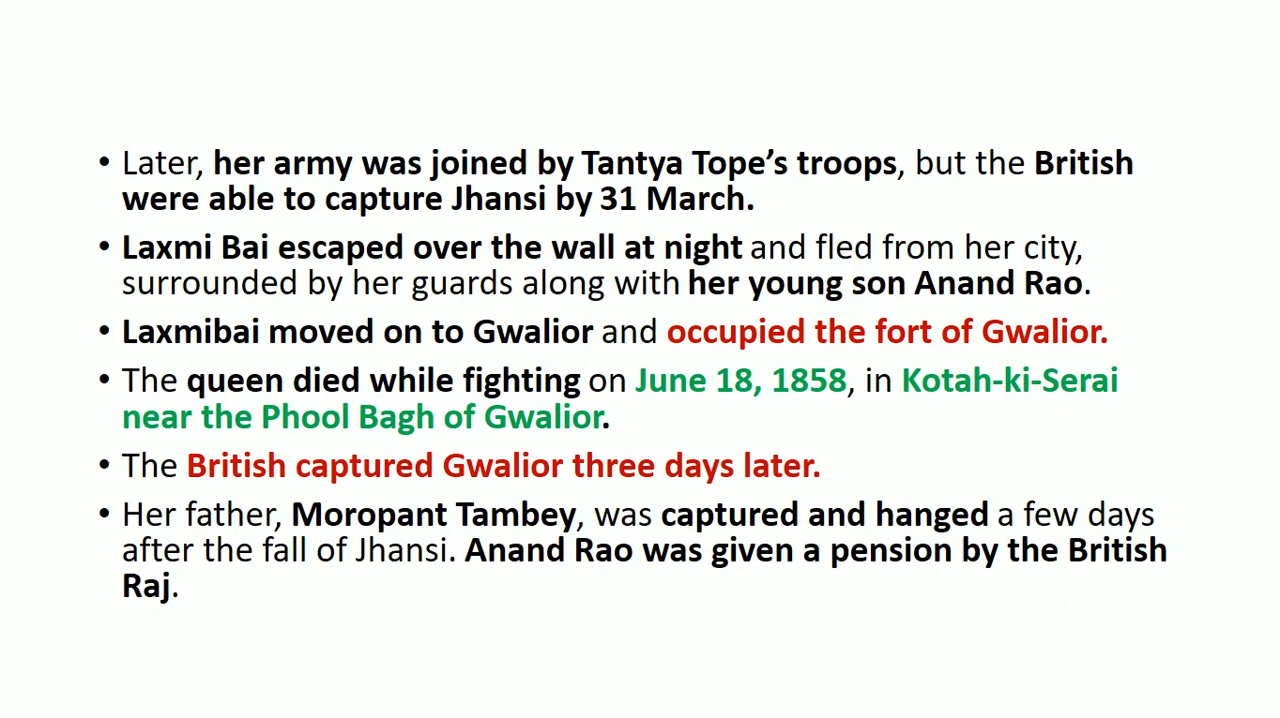 • Later, her army was joined by Tantya Tope’s troops, but the British
were able to capture Jhansi by 31 March.
• Laxmi Bai escaped over the wall at night and fled from her city,
surrounded by her guards along with her young son Anand Rao.
• Laxmibai moved on to Gwalior and occupied the fort of Gwalior.
• The queen died while fighting on June 18, 1858, in Kotah-ki-Serai
near the Phool Bagh of Gwalior.
• The British captured Gwalior three days later.
• Her father, Moropant Tambey, was captured and hanged a few days
after the fall of Jhansi. Anand Rao was given a pension by the British
Raj.